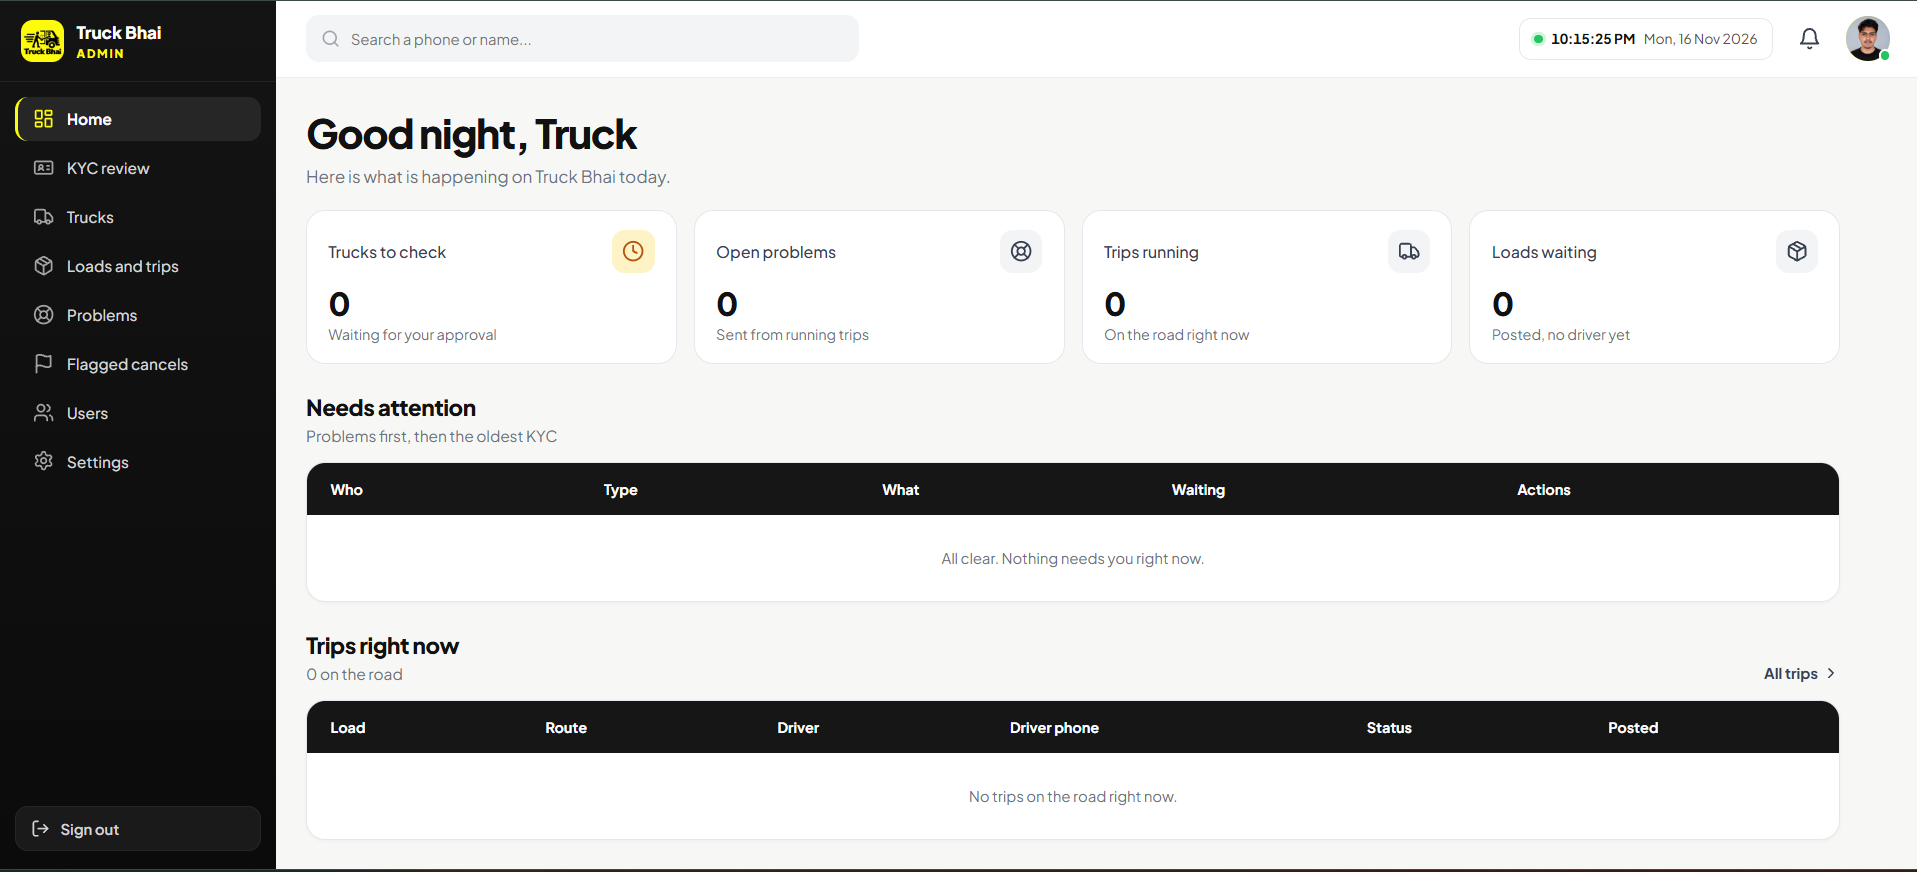 Truck Bhai
Truck Bhai
ADMIN
Search a phone or name...
10:15:25 PM Mon, 16 Nov 2026
Home
KYC review
Trucks
Loads and trips
Problems
Flagged cancels
Users
Settings
Sign out
Good night, Truck
Here is what is happening on Truck Bhai today.
Trucks to check
0
Waiting for your approval
Open problems
0
Sent from running trips
Trips running
0
On the road right now
Loads waiting
0
Posted, no driver yet
Needs attention
Problems first, then the oldest KYC
Who Type What Waiting Actions
All clear. Nothing needs you right now.
Trips right now
0 on the road
All trips
Load Route Driver Driver phone Status Posted
No trips on the road right now.